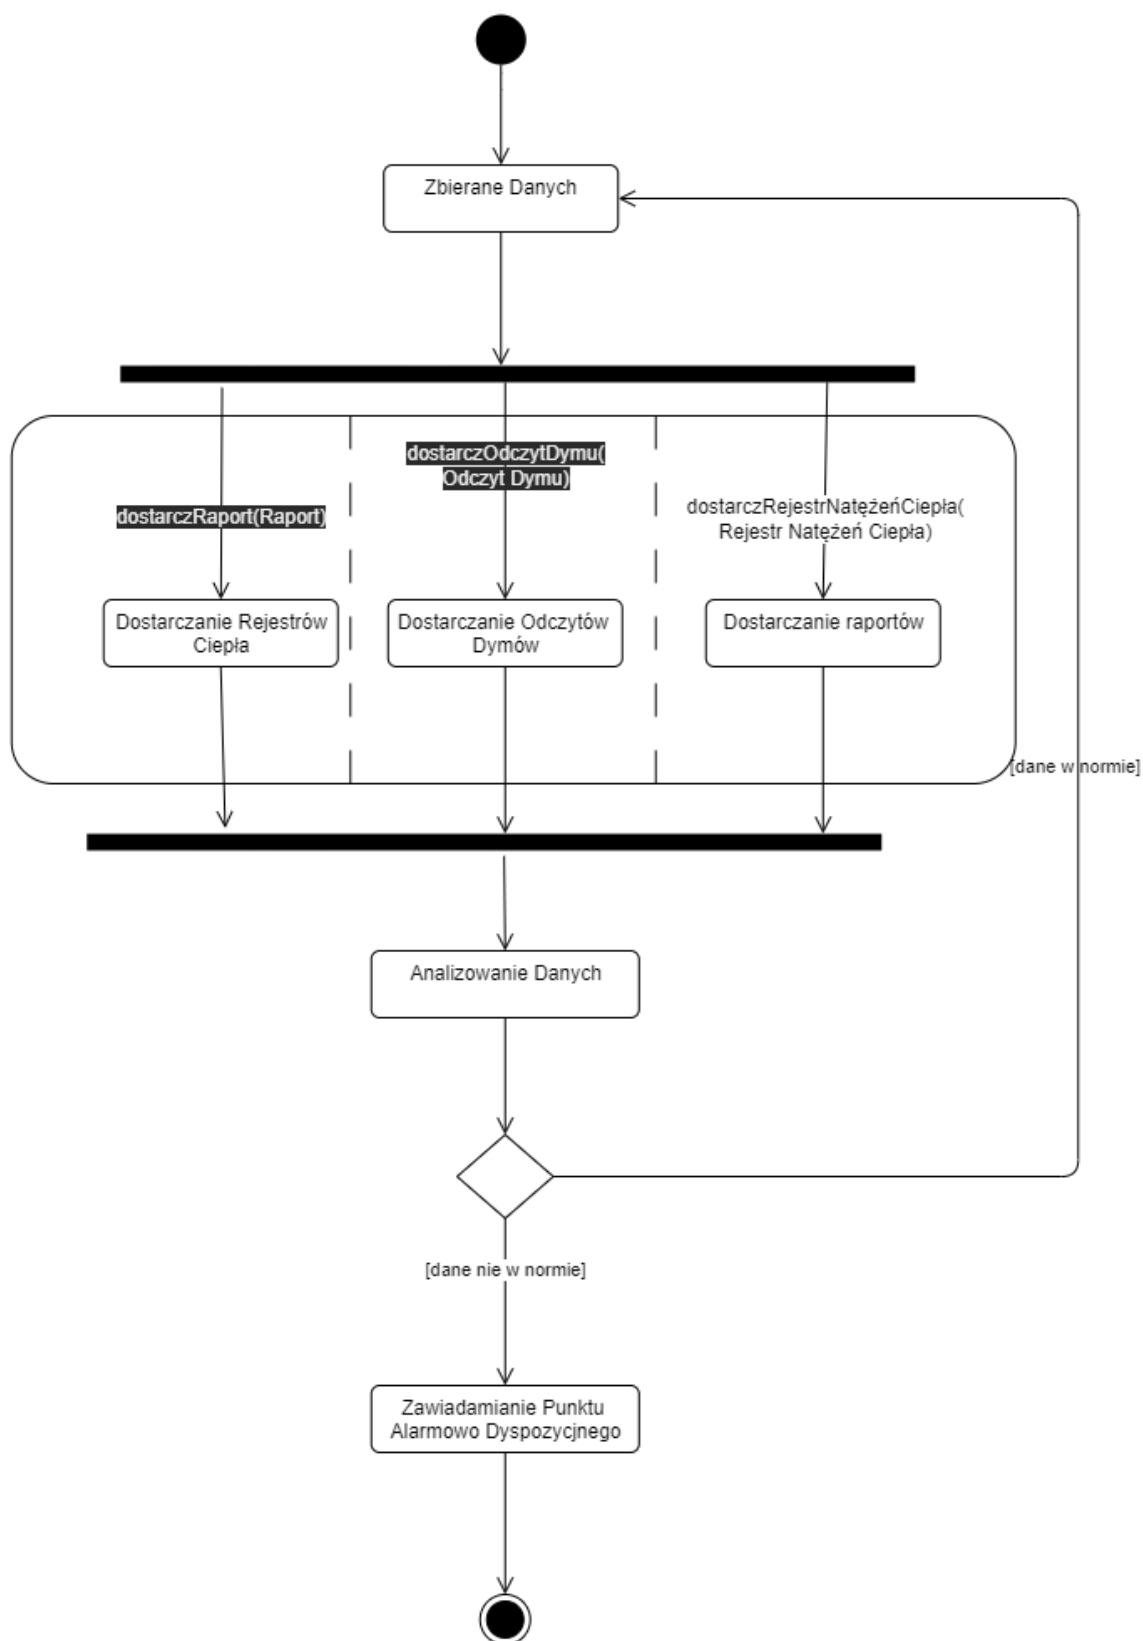 Zbierane Danych
dostarczOdczytDymu(
Odczyt Dymu)
dostarczRaport(Raport)
dostarczRejestrNatężeńCiepła(
Rejestr Natężeń Ciepła)
Dostarczanie Rejestrów
Ciepła
Dostarczanie Odczytów
Dymów
Dostarczanie raportów
[dane w normie]
Analizowanie Danych
[dane nie w normie]
Zawiadamianie Punktu
Alarmowo Dyspozycjnego